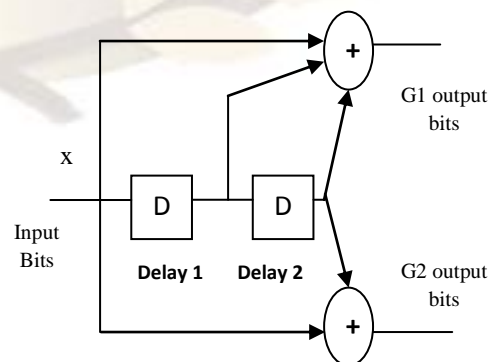 +
G1 output
bits
x
D
D
Input
Bits
Delay 1
Delay 2
G2 output
bits
+